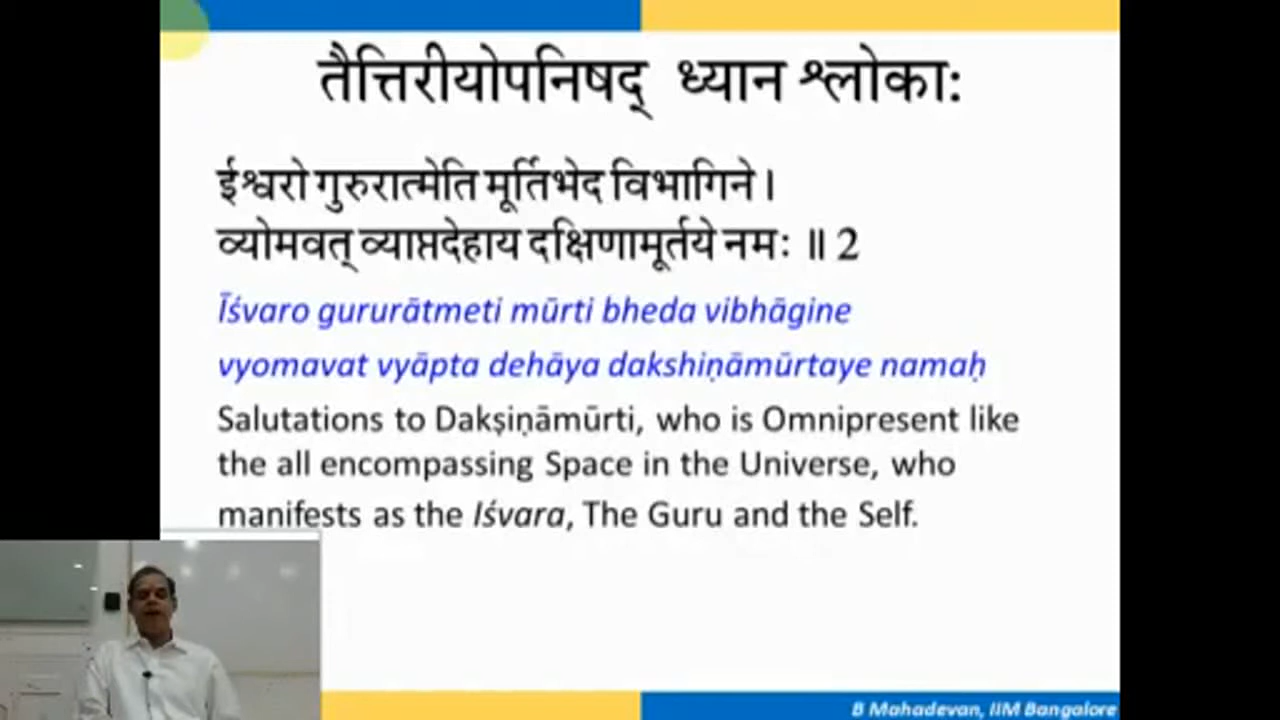 तैत्तिरीयोपनिषद् ध्यान श्लोका:
ईश्वरो गुरुरात्मेति मूर्तिभेद विभागिने ।
व्योमवत् व्याप्तदेहाय दक्षिणामूर्तये नमः ॥ 2
Īśvaro gururātmeti mūrti bheda vibhāgine
vyomavat vyāpta dehāya dakshiṇāmūrtaye namaḥ
Salutations to Dakṣiṇāmūrti, who is Omnipresent like
the all encompassing Space in the Universe, who
manifests as the Iśvara, The Guru and the Self.
B Mahadevan, IIM Bangalore